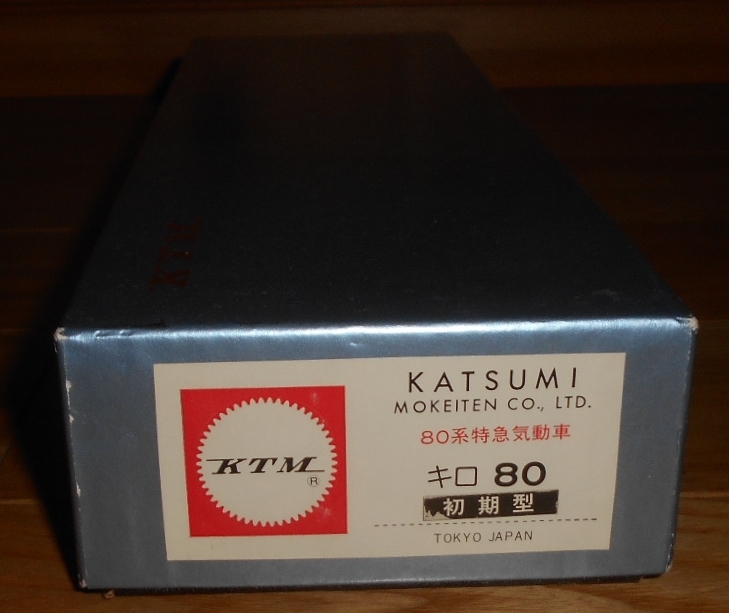 KTM
KTM
®
KATSUMI
MOKEITEN CO., LTD.
80系特急気動車
キロ 80
初期型
TOKYO JAPAN